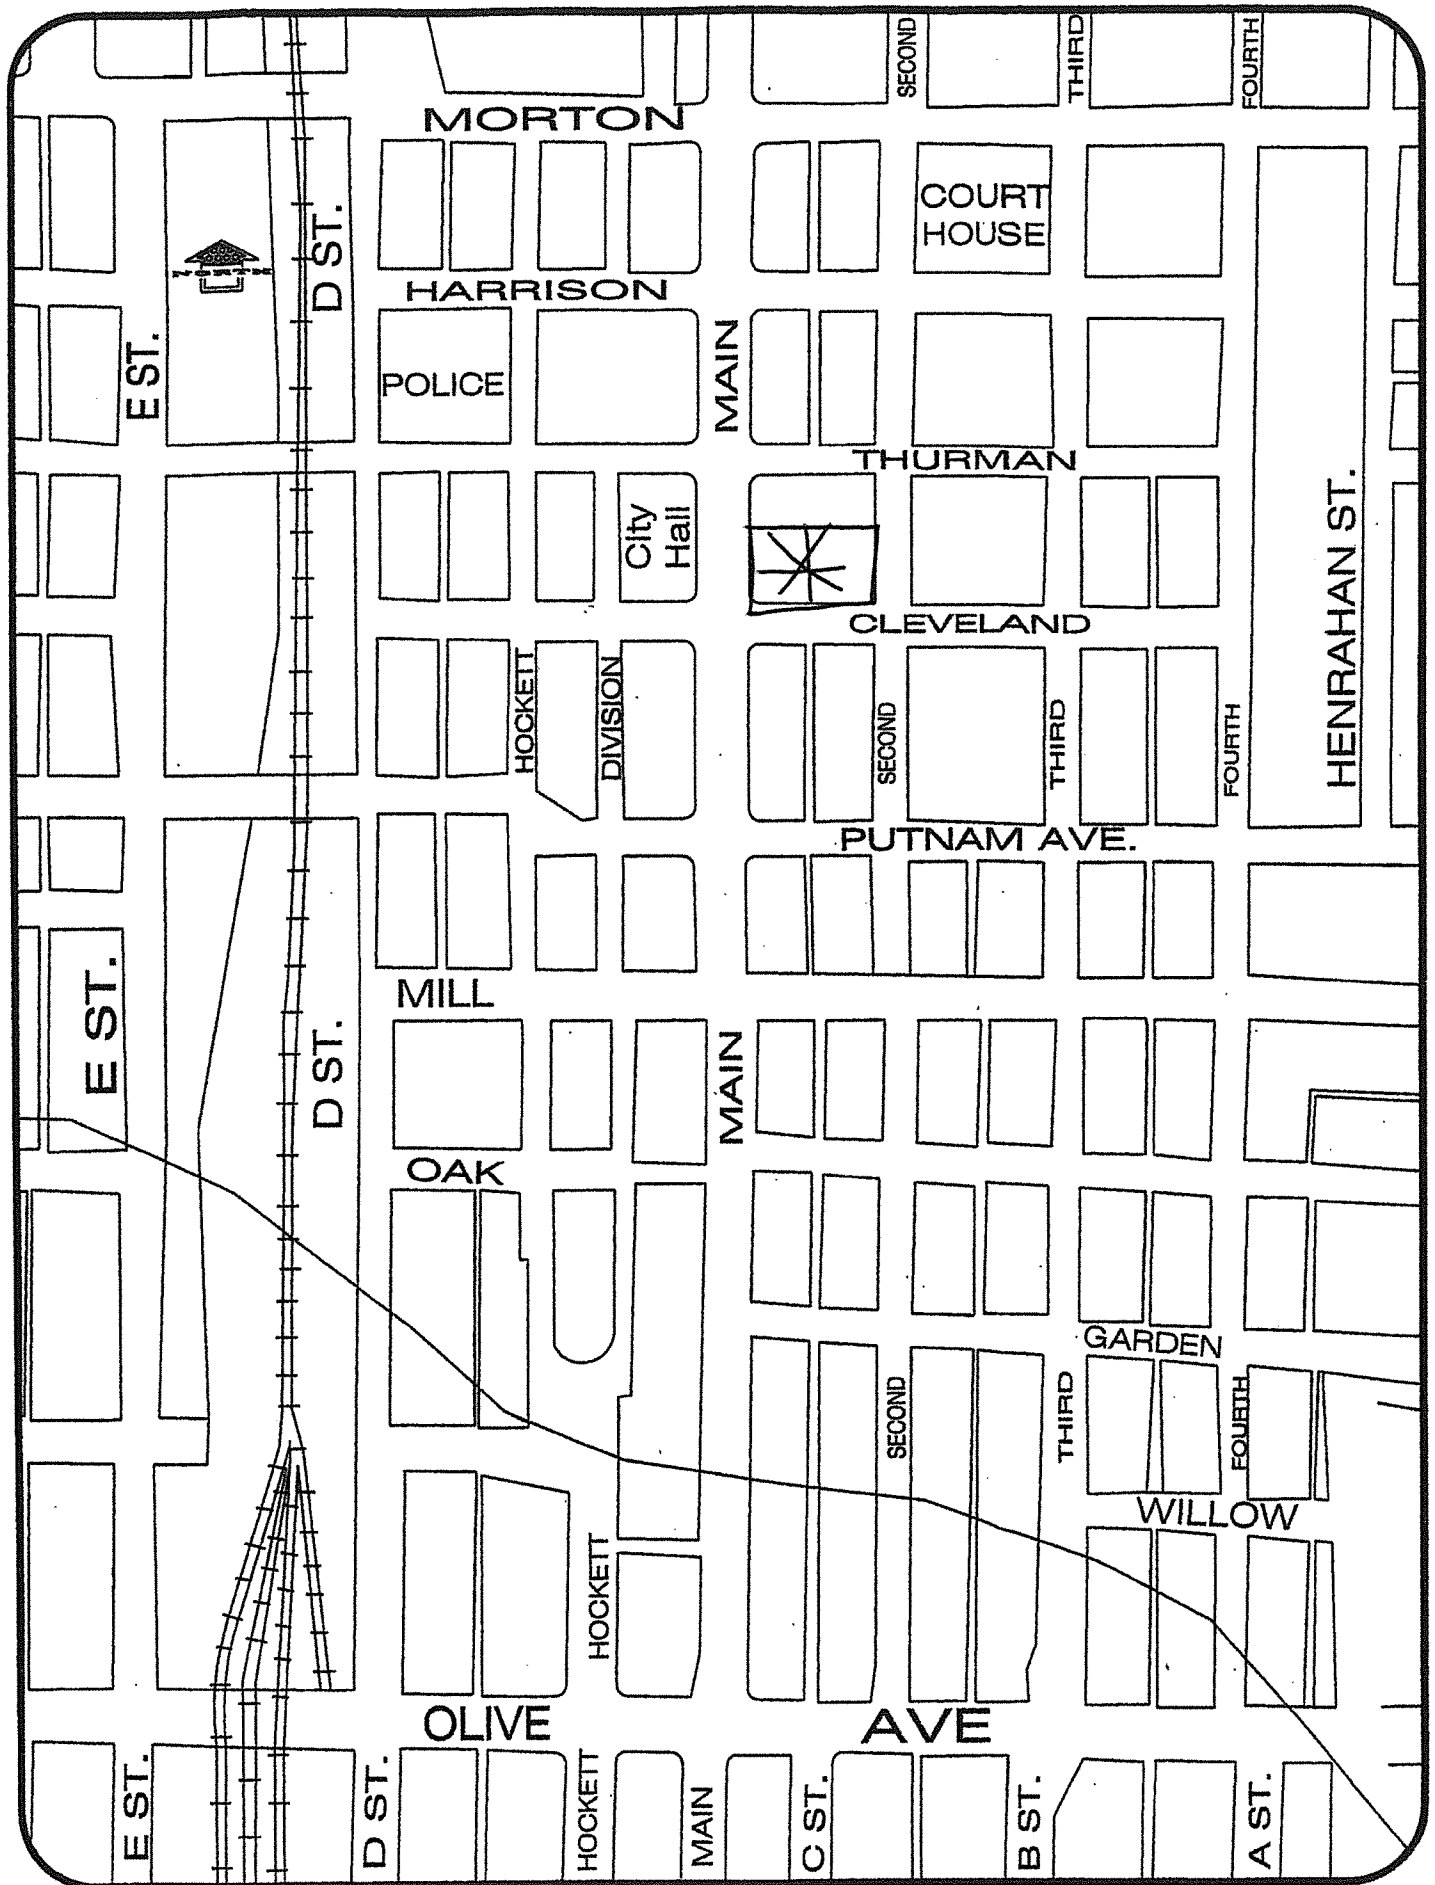 SECOND
THIRD
FOURTH
MORTON
COURT
HOUSE
NORTH
D ST.
HARRISON
E ST.
POLICE
MAIN
THURMAN
City
Hall
HENRAHAN ST.
CLEVELAND
HOCKETT
DIVISION
SECOND
THIRD
FOURTH
PUTNAM AVE.
E ST.
MILL
D ST.
MAIN
OAK
GARDEN
SECOND
THIRD
FOURTH
WILLOW
HOCKETT
OLIVE
AVE
E ST.
D ST.
HOCKETT
MAIN
C ST.
B ST.
A ST.